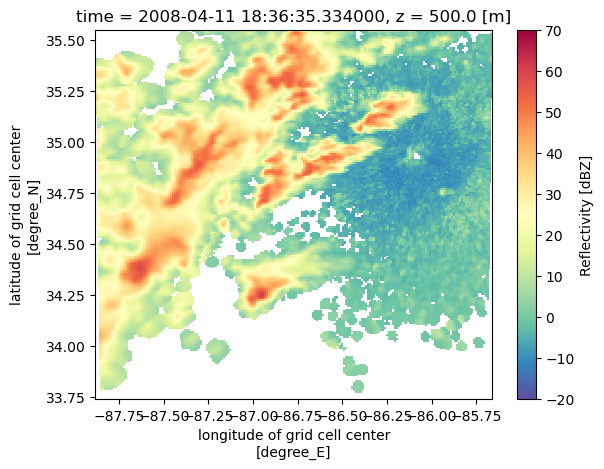 time = 2008-04-11 18:36:35.334000, z = 500.0 [m]
35.50
35.25
35.00
34.75
34.50
34.25
34.00
33.75
latitude of grid cell center
[degree_N]
−87.75 −87.50 −87.25 −87.00 −86.75 −86.50 −86.25 −86.00 −85.75
longitude of grid cell center
[degree_E]
70
60
50
40
30
20
10
0
−10
−20
Reflectivity [dBZ]